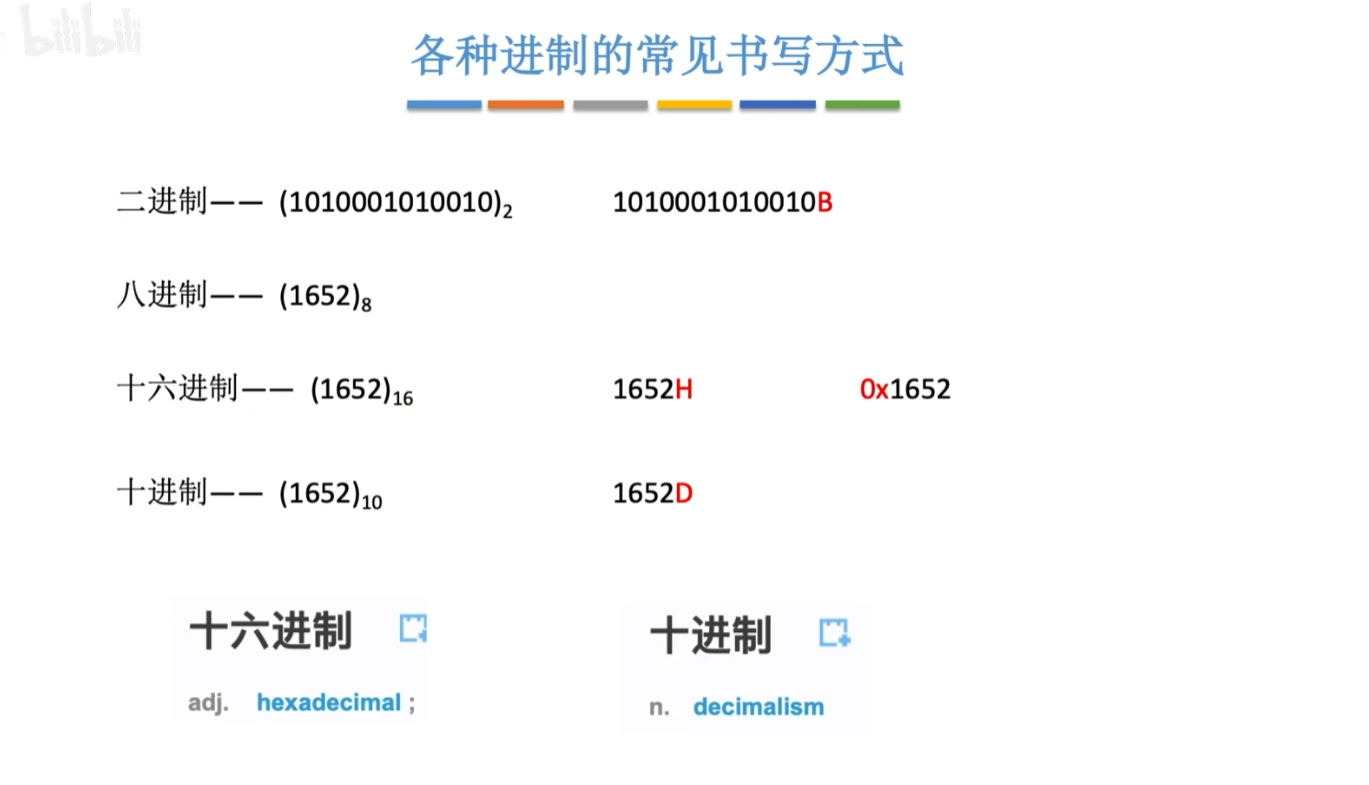 bilibili
各种进制的常见书写方式
二进制—— (1010001010010)₂ 1010001010010B
八进制—— (1652)₈
十六进制—— (1652)₁₆ 1652H 0x1652
十进制—— (1652)₁₀ 1652D
十六进制 十进制
adj. hexadecimal ; n. decimalism